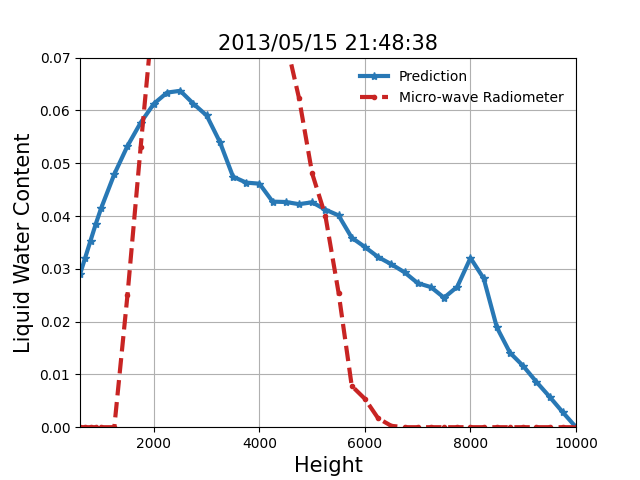 2013/05/15 21:48:38
0.07
0.06
0.05
0.04
0.03
0.02
0.01
0.00
Liquid Water Content
Prediction
Micro-wave Radiometer
2000 4000 6000 8000 10000
Height